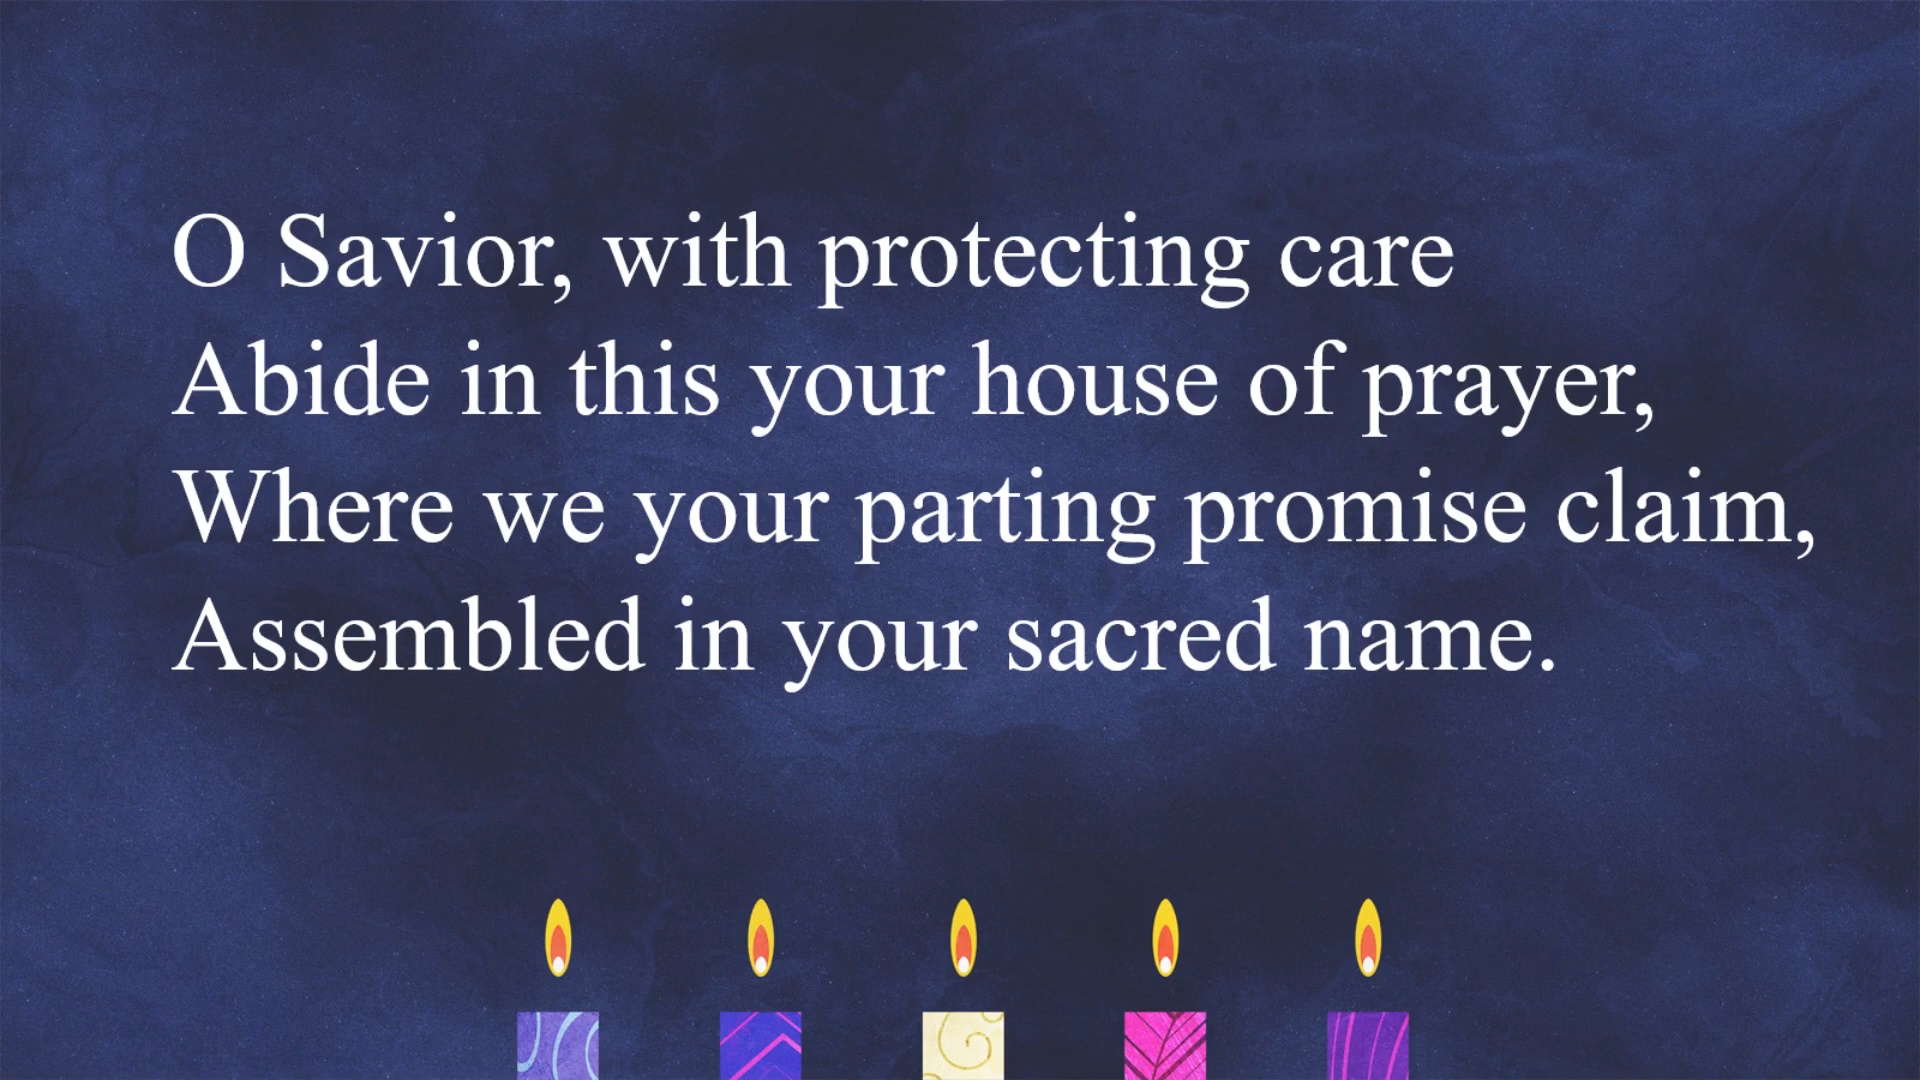 O Savior, with protecting care
Abide in this your house of prayer,
Where we your parting promise claim,
Assembled in your sacred name.